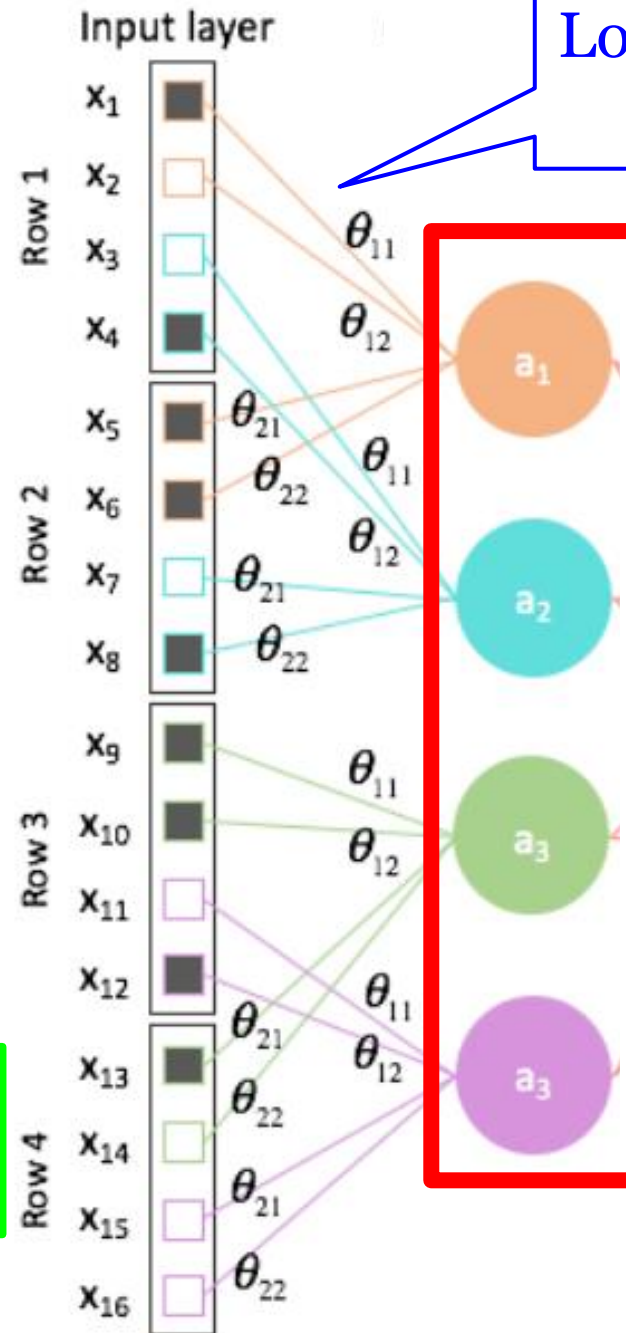 Input layer
Lo
Row 1
x₁
x₂
x₃
x₄
θ₁₁
θ₁₂
a₁
Row 2
x₅
x₆
x₇
x₈
θ₂₁
θ₂₂
θ₁₁
θ₁₂
θ₂₁
θ₂₂
a₂
Row 3
x₉
x₁₀
x₁₁
x₁₂
θ₁₁
θ₁₂
a₃
Row 4
x₁₃
x₁₄
x₁₅
x₁₆
θ₂₁
θ₂₂
θ₁₁
θ₁₂
θ₂₁
θ₂₂
a₃